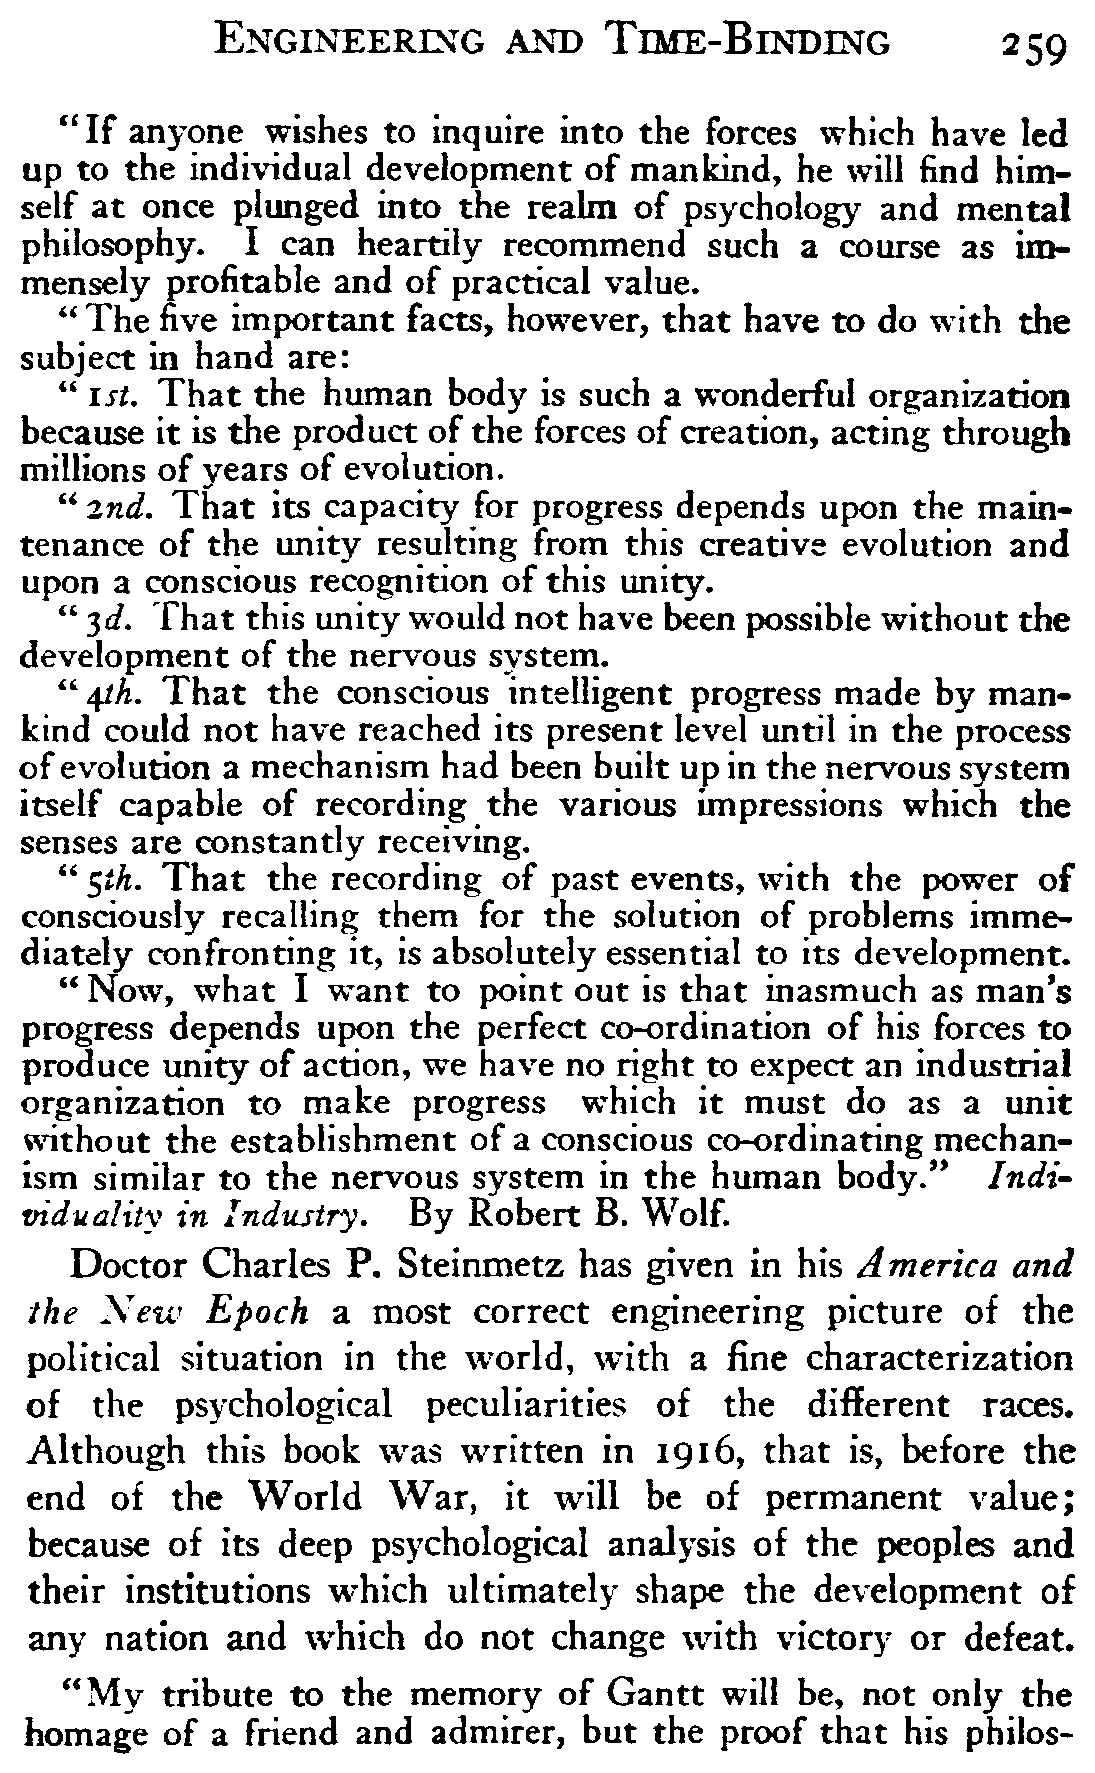 ENGINEERING AND TIME-BINDING 259
"If anyone wishes to inquire into the forces which have led
up to the individual development of mankind, he will find him-
self at once plunged into the realm of psychology and mental
philosophy. I can heartily recommend such a course as im-
mensely profitable and of practical value.
"The five important facts, however, that have to do with the
subject in hand are:
"1st. That the human body is such a wonderful organization
because it is the product of the forces of creation, acting through
millions of years of evolution.
"2nd. That its capacity for progress depends upon the main-
tenance of the unity resulting from this creative evolution and
upon a conscious recognition of this unity.
"3d. That this unity would not have been possible without the
development of the nervous system.
"4th. That the conscious intelligent progress made by man-
kind could not have reached its present level until in the process
of evolution a mechanism had been built up in the nervous system
itself capable of recording the various impressions which the
senses are constantly receiving.
"5th. That the recording of past events, with the power of
consciously recalling them for the solution of problems imme-
diately confronting it, is absolutely essential to its development.
"Now, what I want to point out is that inasmuch as man's
progress depends upon the perfect co-ordination of his forces to
produce unity of action, we have no right to expect an industrial
organization to make progress which it must do as a unit
without the establishment of a conscious co-ordinating mechan-
ism similar to the nervous system in the human body." Indi-
viduality in Industry. By Robert B. Wolf.
Doctor Charles P. Steinmetz has given in his America and
the New Epoch a most correct engineering picture of the
political situation in the world, with a fine characterization
of the psychological peculiarities of the different races.
Although this book was written in 1916, that is, before the
end of the World War, it will be of permanent value;
because of its deep psychological analysis of the peoples and
their institutions which ultimately shape the development of
any nation and which do not change with victory or defeat.
"My tribute to the memory of Gantt will be, not only the
homage of a friend and admirer, but the proof that his philos-